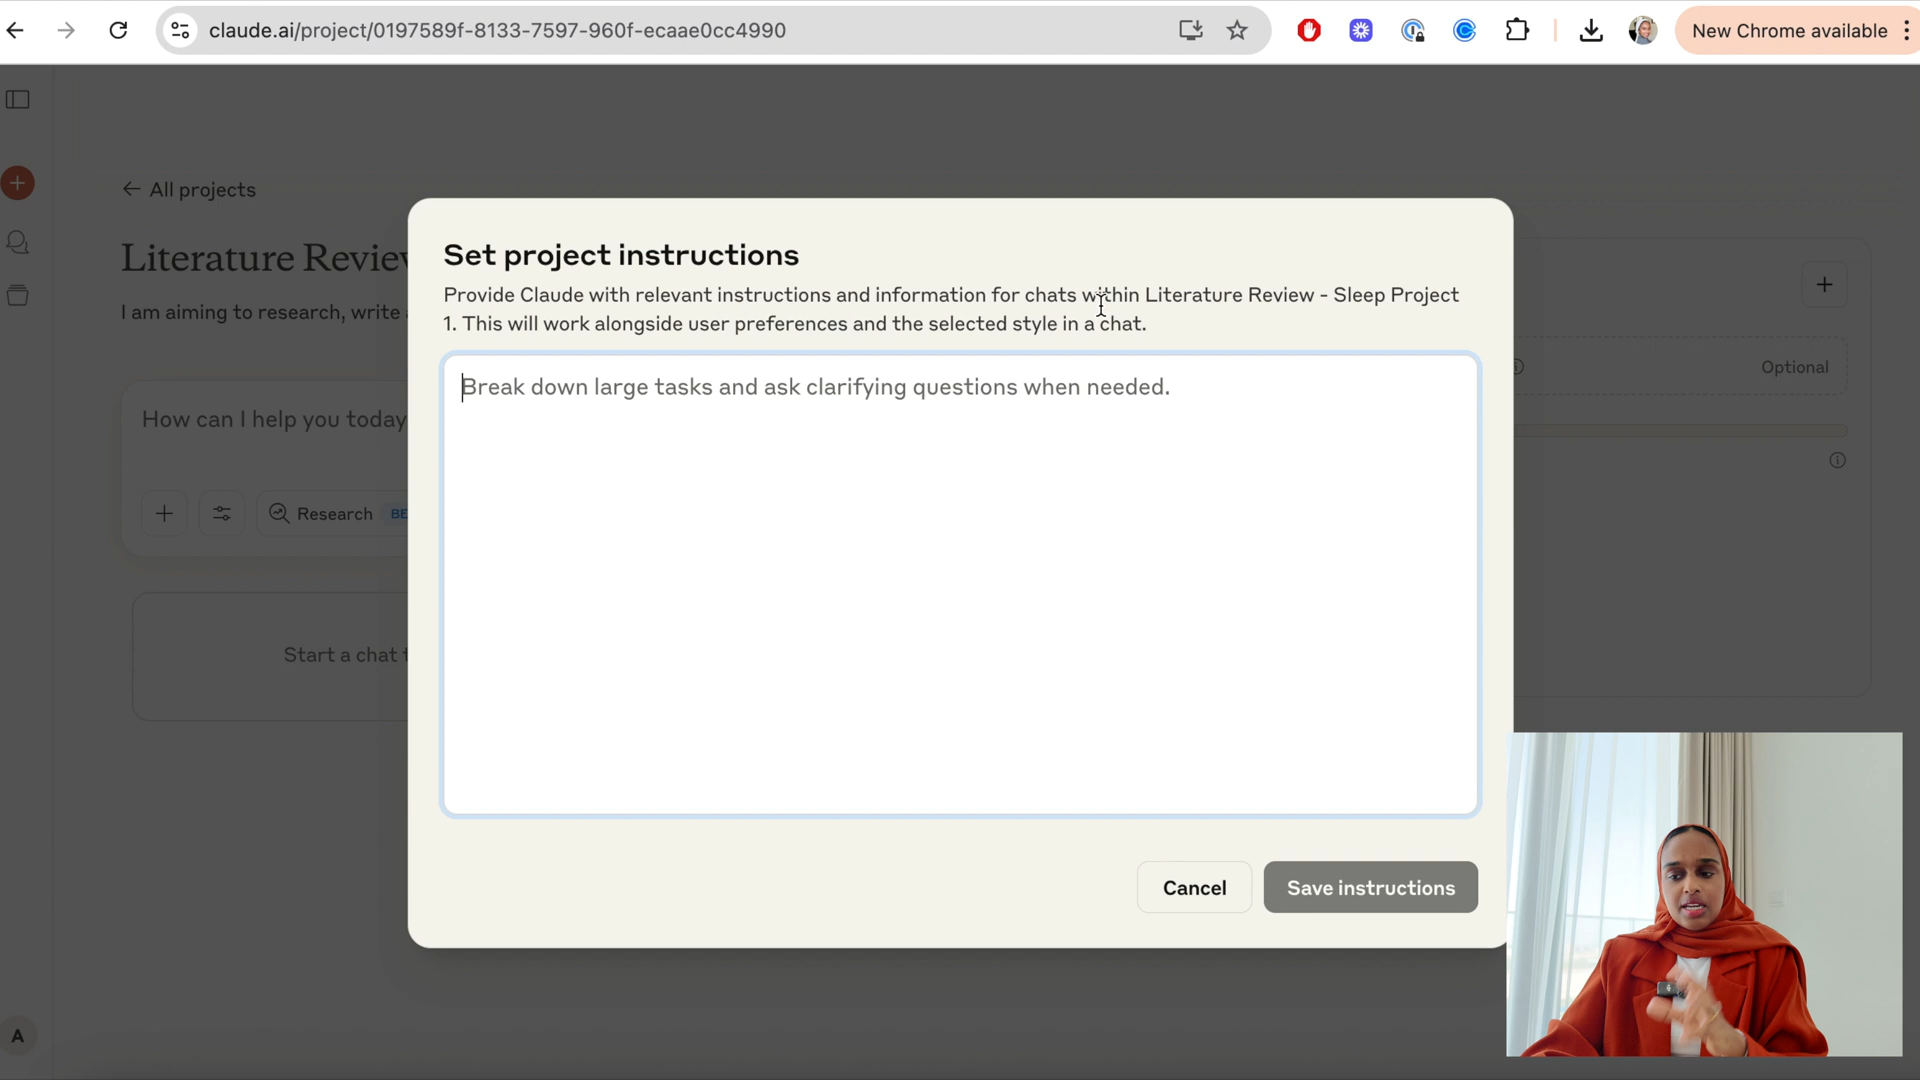 claude.ai/project/0197589f-8133-7597-960f-ecaae0cc4990
New Chrome available
All projects
Literature Review
I am aiming to research, write
How can I help you today
Research BE
Start a chat t
Set project instructions
Provide Claude with relevant instructions and information for chats within Literature Review - Sleep Project
1. This will work alongside user preferences and the selected style in a chat.
Break down large tasks and ask clarifying questions when needed.
Optional
Cancel
Save instructions
A